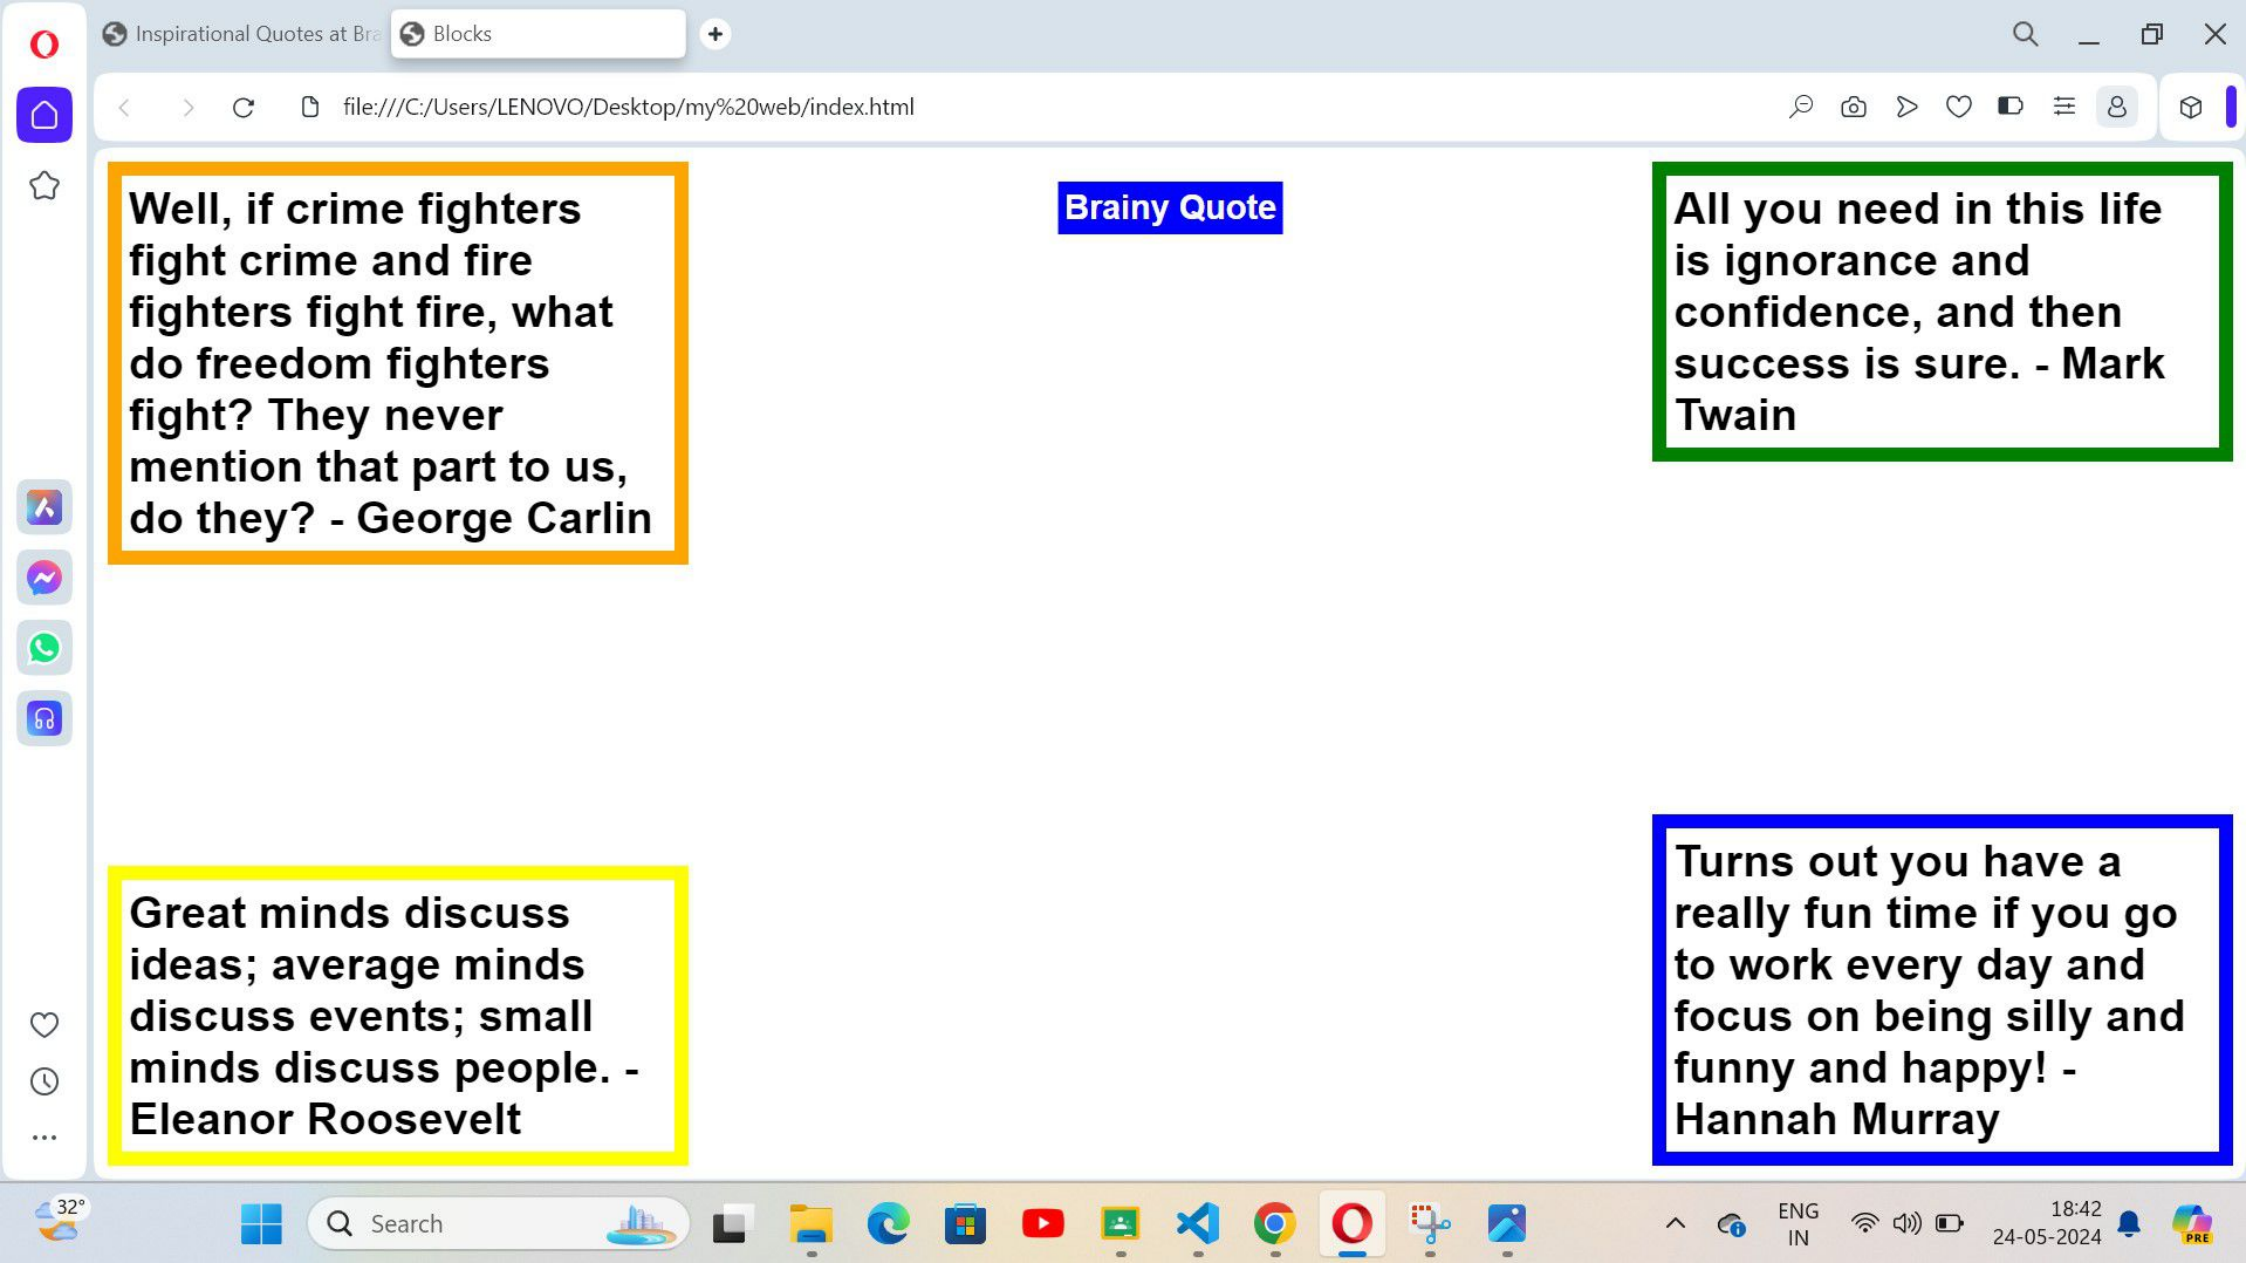 Inspirational Quotes at Bra
Blocks
file:///C:/Users/LENOVO/Desktop/my%20web/index.html
Well, if crime fighters
fight crime and fire
fighters fight fire, what
do freedom fighters
fight? They never
mention that part to us,
do they? - George Carlin
Brainy Quote
All you need in this life
is ignorance and
confidence, and then
success is sure. - Mark
Twain
Great minds discuss
ideas; average minds
discuss events; small
minds discuss people. -
Eleanor Roosevelt
Turns out you have a
really fun time if you go
to work every day and
focus on being silly and
funny and happy! -
Hannah Murray
32°
Search
ENG
IN
18:42
24-05-2024
PRE